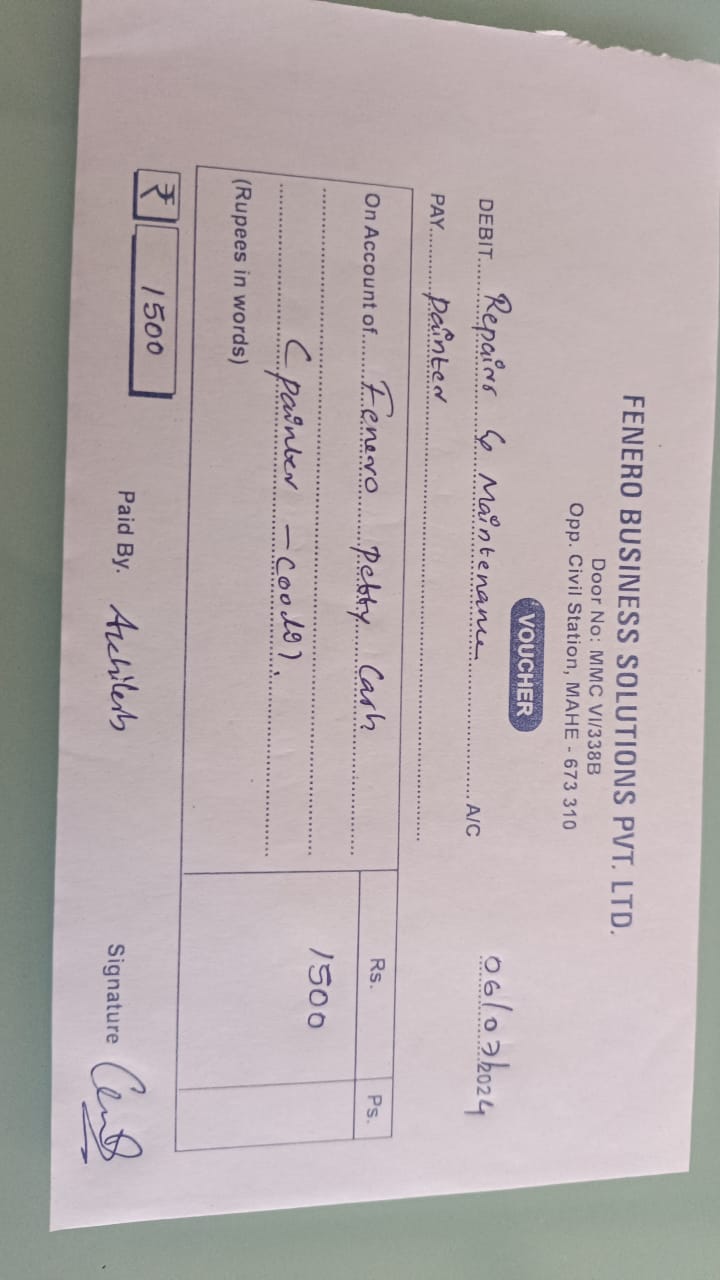 FENERO BUSINESS SOLUTIONS PVT. LTD.
Door No: MMC VI/338B
Opp. Civil Station, MAHE - 673 310
VOUCHER
06/07/2024
DEBIT Repairs & Maintenance A/C
PAY painter
On Account of Fenero petty Cash
Rs. Ps.
1500
(painter -
(Rupees in words)
₹ 1500
Paid By.
Signature